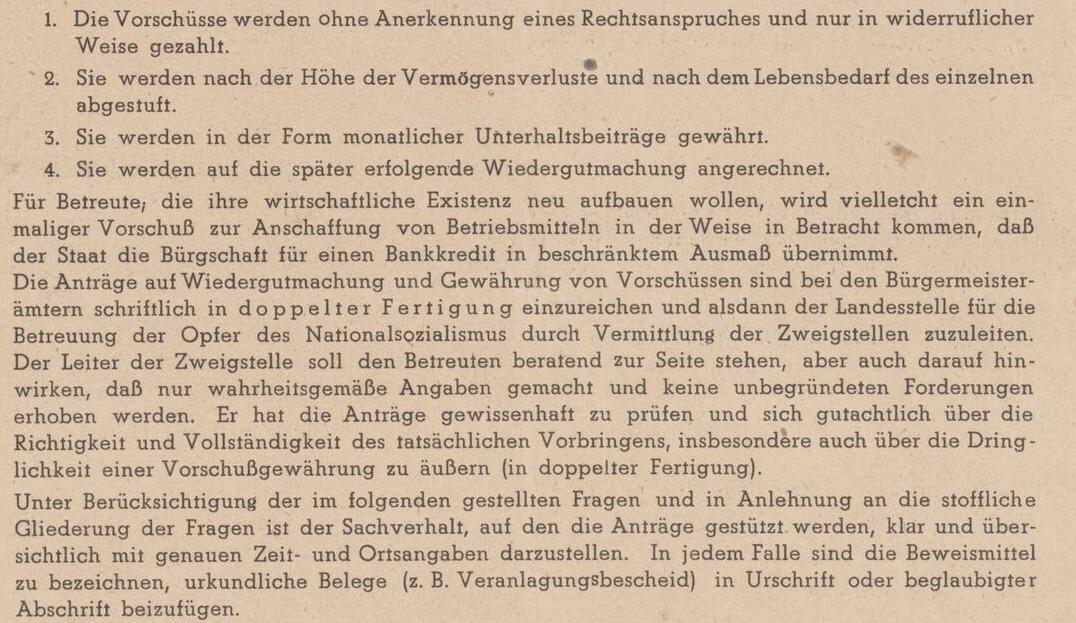 1. Die Vorschüsse werden ohne Anerkennung eines Rechtsanspruches und nur in widerruflicher
Weise gezahlt.
2. Sie werden nach der Höhe der Vermögensverluste und nach dem Lebensbedarf des einzelnen
abgestuft.
3. Sie werden in der Form monatlicher Unterhaltsbeiträge gewährt.
4. Sie werden auf die später erfolgende Wiedergutmachung angerechnet.
Für Betreute, die ihre wirtschaftliche Existenz neu aufbauen wollen, wird vielletcht ein ein-
maliger Vorschuß zur Anschaffung von Betriebsmitteln in der Weise in Betracht kommen, daß
der Staat die Bürgschaft für einen Bankkredit in beschränktem Ausmaß übernimmt.
Die Anträge auf Wiedergutmachung und Gewährung von Vorschüssen sind bei den Bürgermeister-
ämtern schriftlich in doppelter Fertigung einzureichen und alsdann der Landesstelle für die
Betreuung der Opfer des Nationalsozialismus durch Vermittlung der Zweigstellen zuzuleiten.
Der Leiter der Zweigstelle soll den Betreuten beratend zur Seite stehen, aber auch darauf hin-
wirken, daß nur wahrheitsgemäße Angaben gemacht und keine unbegründeten Forderungen
erhoben werden. Er hat die Anträge gewissenhaft zu prüfen und sich gutachtlich über die
Richtigkeit und Vollständigkeit des tatsächlichen Vorbringens, insbesondere auch über die Dring-
lichkeit einer Vorschußgewährung zu äußern (in doppelter Fertigung).
Unter Berücksichtigung der im folgenden gestellten Fragen und in Anlehnung an die stoffliche
Gliederung der Fragen ist der Sachverhalt, auf den die Anträge gestützt werden, klar und über-
sichtlich mit genauen Zeit- und Ortsangaben darzustellen. In jedem Falle sind die Beweismittel
zu bezeichnen, urkundliche Belege (z. B. Veranlagungsbescheid) in Urschrift oder beglaubigter
Abschrift beizufügen.